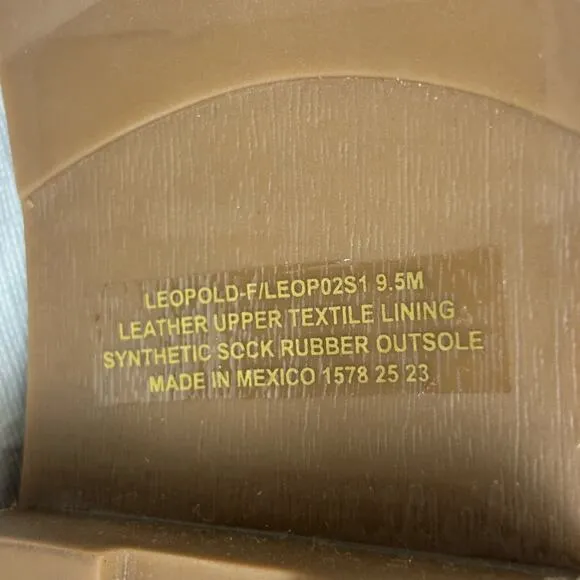 LEOPOLD-F/LEOP02S1 9.5M
LEATHER UPPER TEXTILE LINING
SYNTHETIC SOCK RUBBER OUTSOLE
MADE IN MEXICO 1578 25 23